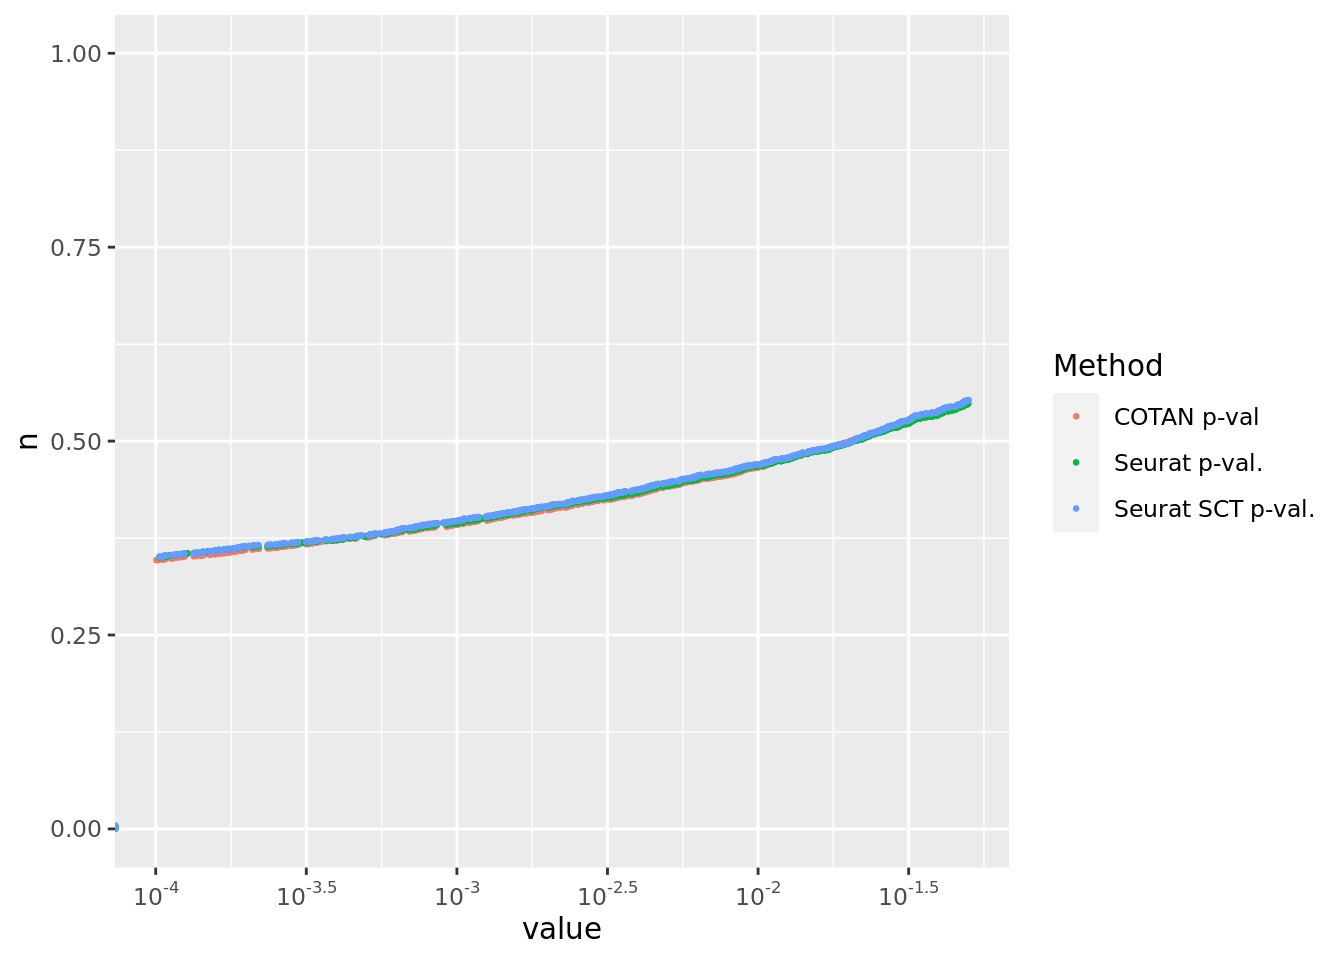 1.00
0.75
0.50
0.25
0.00
n
10^-4 10^-3.5 10^-3 10^-2.5 10^-2 10^-1.5
value
Method
COTAN p-val
Seurat p-val.
Seurat SCT p-val.